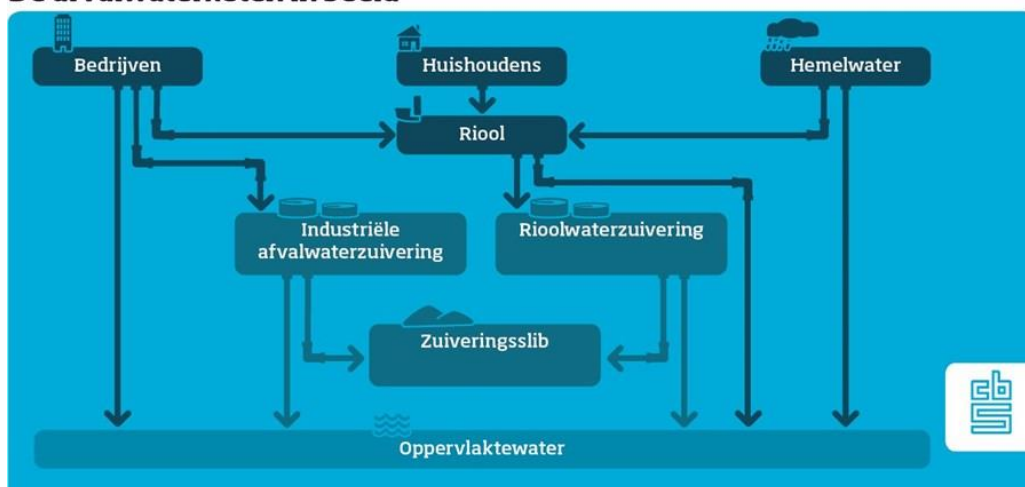 Bedrijven
Huishoudens
Hemelwater
Riool
Industriële
afvalwaterzuivering
Rioolwaterzuivering
Zuiveringsslib
Oppervlaktewater
cbs